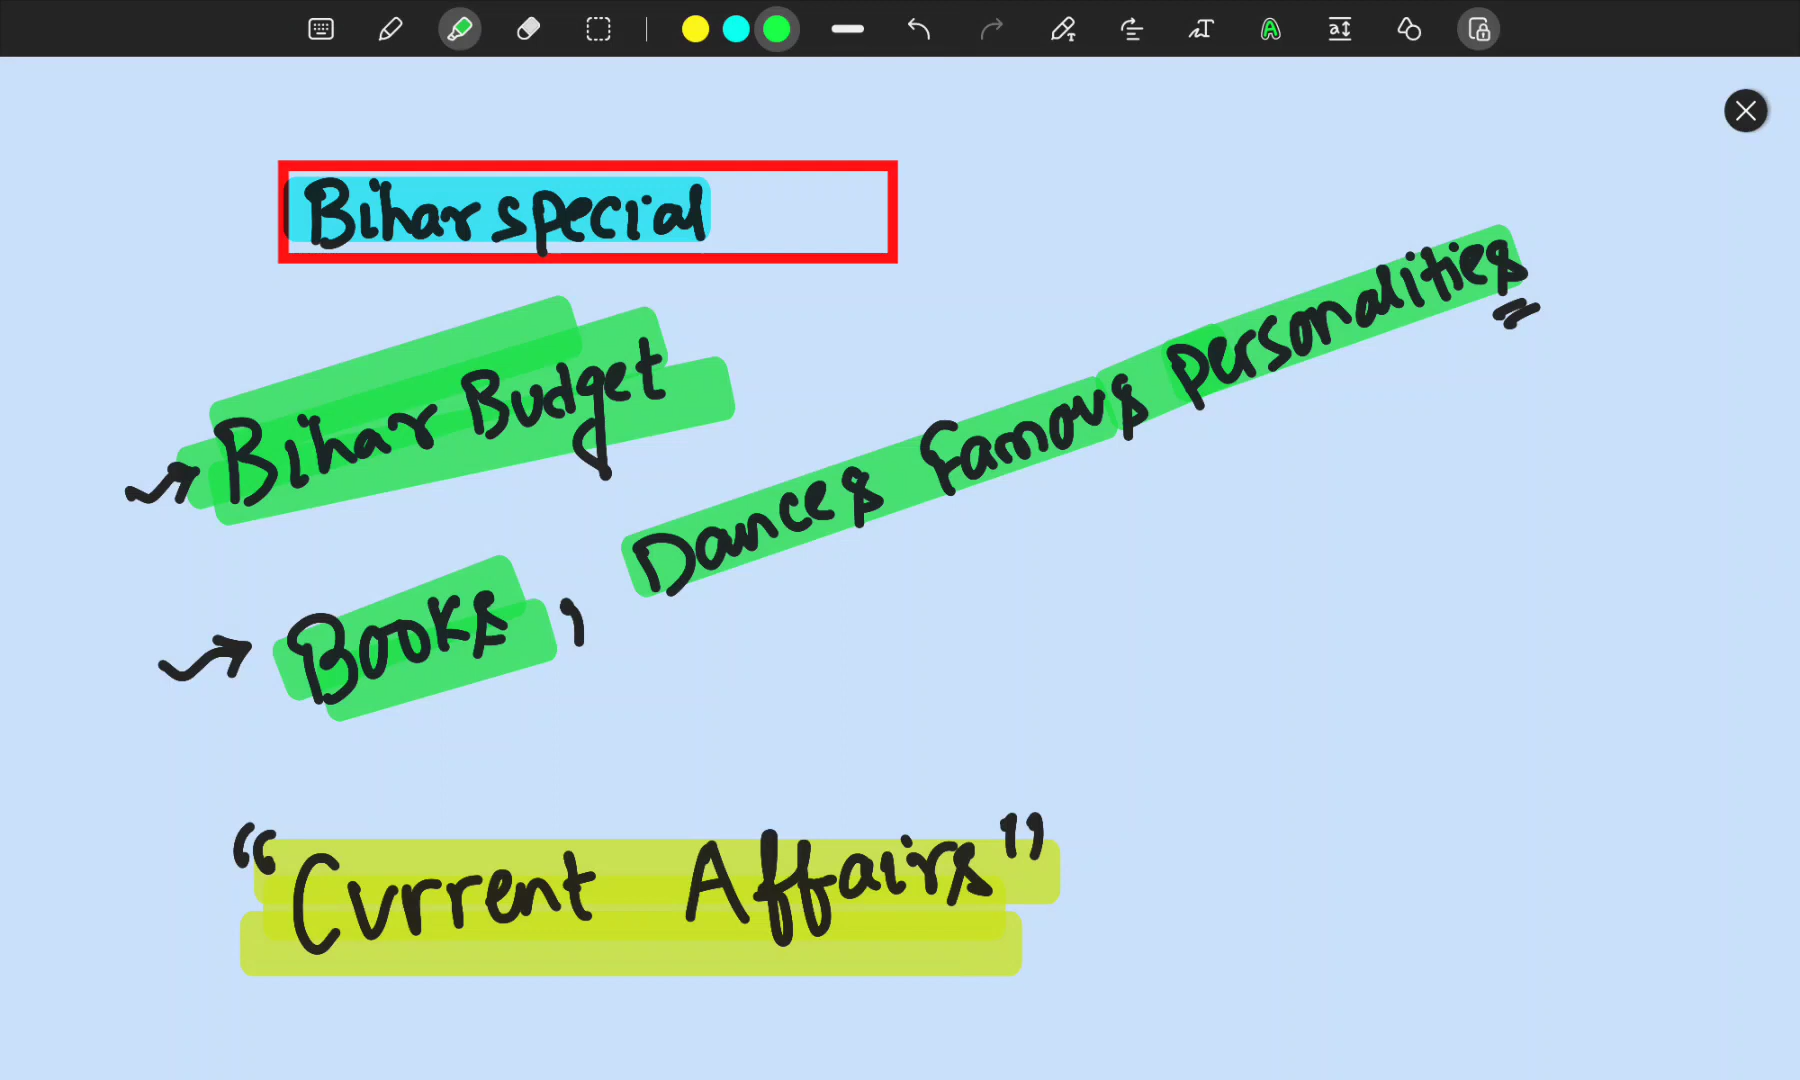 Bihar special
→ Bihar Budget
→ Books, Dances Famous personalities
“Current Affairs”